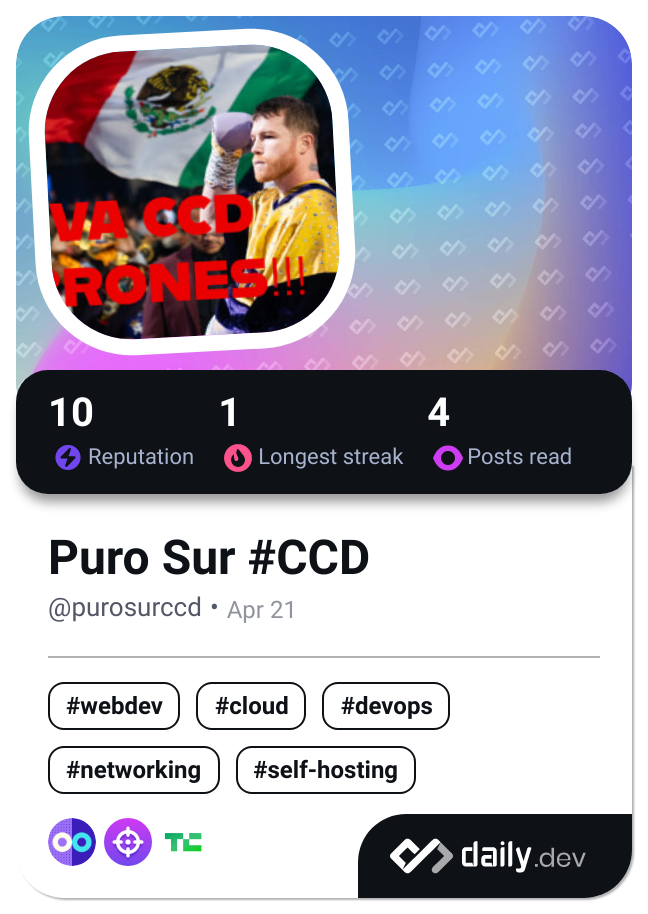 VA CCD
RONES!!!
10 1 4
Reputation Longest streak Posts read
Puro Sur #CCD
@purosurccd • Apr 21
#webdev #cloud #devops
#networking #self-hosting
TC
daily.dev